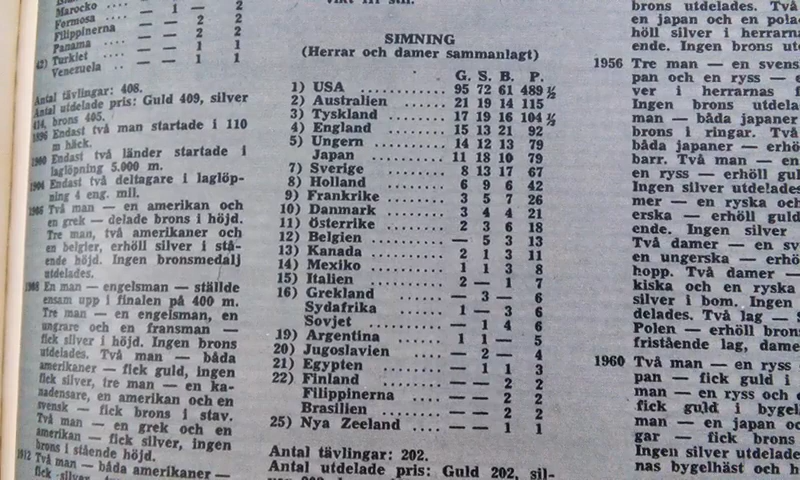 Marocko .... — 1 — 2
Formosa .... — — 2 2
Filippinerna — — 2 2
Panama .... — — 1 1
42) Turkiet .... — — 1 1
Venezuela ..
Antal tävlingar: 408.
Antal utdelade pris: Guld 409, silver
414, brons 405.
1896 Endast två man startade i 110
m häck.
1900 Endast två länder startade i
laglöpning 5.000 m.
1904 Endast två deltagare i laglöp-
ning 4 eng. mil.
1906 Två man — en amerikan och
en grek — delade brons i höjd.
Tre man, två amerikaner och
en belgier, erhöll silver i stå-
ende höjd. Ingen bronsmedalj
utdelades.
1908 En man — engelsman — ställde
ensam upp i finalen på 400 m.
Tre man — en engelsman, en
ungrare och en fransman —
fick silver i höjd. Ingen brons
utdelades. Två man — båda
amerikaner — fick guld, ingen
fick silver, tre man — en ka-
nadensare, en amerikan och en
svensk — fick brons i stav.
Två man — en grek och en
amerikan — fick silver, ingen
brons i stående höjd.
1912 Två man — båda amerikaner —
fick silver
SIMNING
(Herrar och damer sammanlagt)
G. S. B. P.
1) USA ............ 95 72 61 489 ½
2) Australien ....... 21 19 14 115
3) Tyskland ........ 17 19 16 104 ½
4) England ......... 15 13 21 92
5) Ungern .......... 14 12 13 79
Japan ........... 11 18 10 79
7) Sverige .......... 8 13 17 67
8) Holland ......... 6 9 6 42
9) Frankrike ....... 3 5 7 26
10) Danmark ........ 3 4 4 21
11) Österrike ........ 2 3 6 18
12) Belgien .......... — 5 3 13
13) Kanada .......... 2 1 3 11
14) Mexiko .......... 1 1 3 8
15) Italien ........... 2 — 1 7
16) Grekland ........ — 3 — 6
Sydafrika ........ 1 — 3 6
Sovjet ........... — 1 4 6
19) Argentina ....... 1 1 — 5
20) Jugoslavien ..... — 2 — 4
21) Egypten ......... — 1 1 3
22) Finland .......... — — 2 2
Filippinerna ..... — — 2 2
Brasilien ........ — — 2 2
25) Nya Zeeland ..... — — 1 1
Antal tävlingar: 202.
Antal utdelade pris: Guld 202, sil-
brons utdelades. Två
en japan och en pola
höll silver i herrarna
ende. Ingen brons ut
1956 Tre man — en svens
pan och en ryss — e
ver i herrarnas f
Ingen brons utdela
man — båda japaner
brons i ringar. Två
båda japaner — erhö
barr. Två man — en
en ryss — erhöll gul
Ingen silver utdelades
mer — en ryska och
erska — erhöll guld
ende. Ingen silver
Två damer — en sv
en ungerska — erhö
hopp. Två damer —
kiska och en ryska
silver i bom. Ingen
delades. Två lag — S
Polen — erhöll bron
fristående lag, dame
1960 Två man — en ryss
pan — fick guld i
man — en ryss och e
fick guld i bygel
man — en japan oc
gar — fick brons
Ingen silver utdelad
nas bygelhäst och h